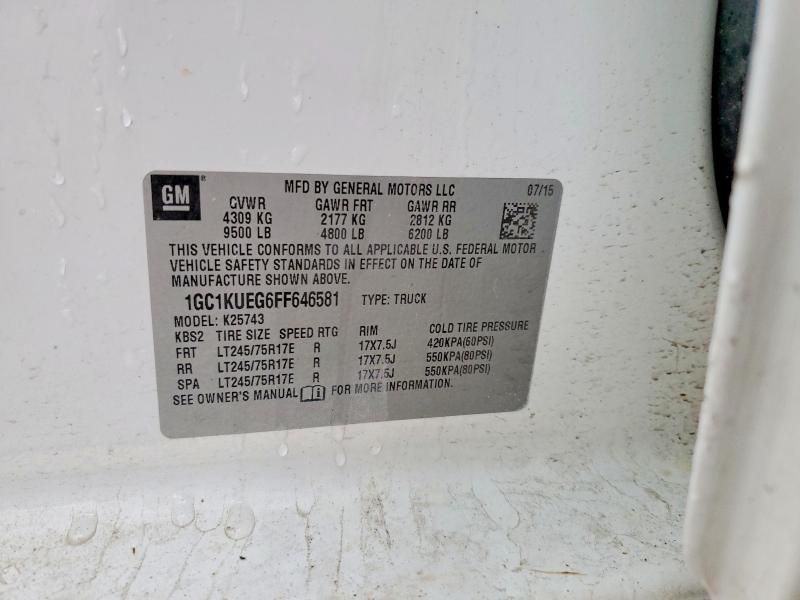 GM ® MFD BY GENERAL MOTORS LLC 07/15
GVWR GAWR FRT GAWR RR
4309 KG 2177 KG 2812 KG
9500 LB 4800 LB 6200 LB
THIS VEHICLE CONFORMS TO ALL APPLICABLE U.S. FEDERAL MOTOR
VEHICLE SAFETY STANDARDS IN EFFECT ON THE DATE OF
MANUFACTURE SHOWN ABOVE.
1GC1KUEG6FF646581 TYPE: TRUCK
MODEL: K25743
KBS2 TIRE SIZE SPEED RTG RIM COLD TIRE PRESSURE
FRT LT245/75R17E R 17X7.5J 420KPA(60PSI)
RR LT245/75R17E R 17X7.5J 550KPA(80PSI)
SPA LT245/75R17E R 17X7.5J 550KPA(80PSI)
SEE OWNER'S MANUAL FOR MORE INFORMATION.